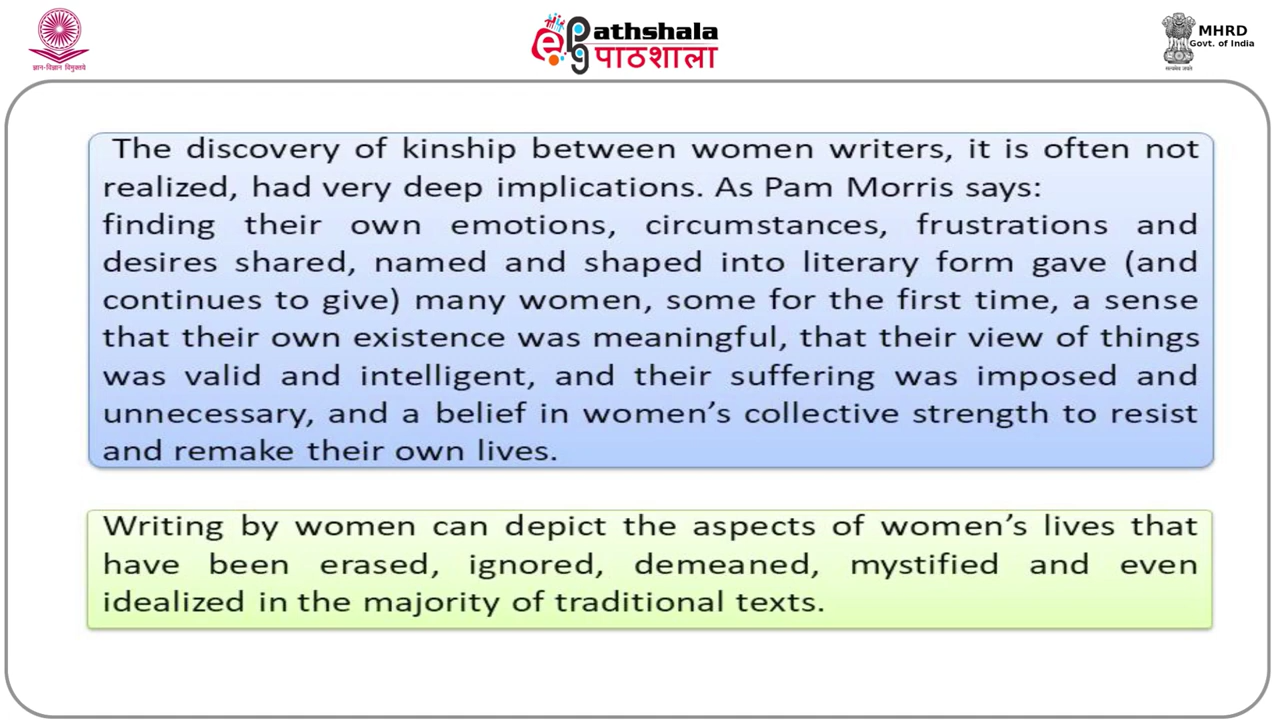 ज्ञान-विज्ञान विमुक्तये
ePG Pathshala
पाठशाला
MHRD
Govt. of India
सत्यमेव जयते
The discovery of kinship between women writers, it is often not
realized, had very deep implications. As Pam Morris says:
finding their own emotions, circumstances, frustrations and
desires shared, named and shaped into literary form gave (and
continues to give) many women, some for the first time, a sense
that their own existence was meaningful, that their view of things
was valid and intelligent, and their suffering was imposed and
unnecessary, and a belief in women’s collective strength to resist
and remake their own lives.
Writing by women can depict the aspects of women’s lives that
have been erased, ignored, demeaned, mystified and even
idealized in the majority of traditional texts.